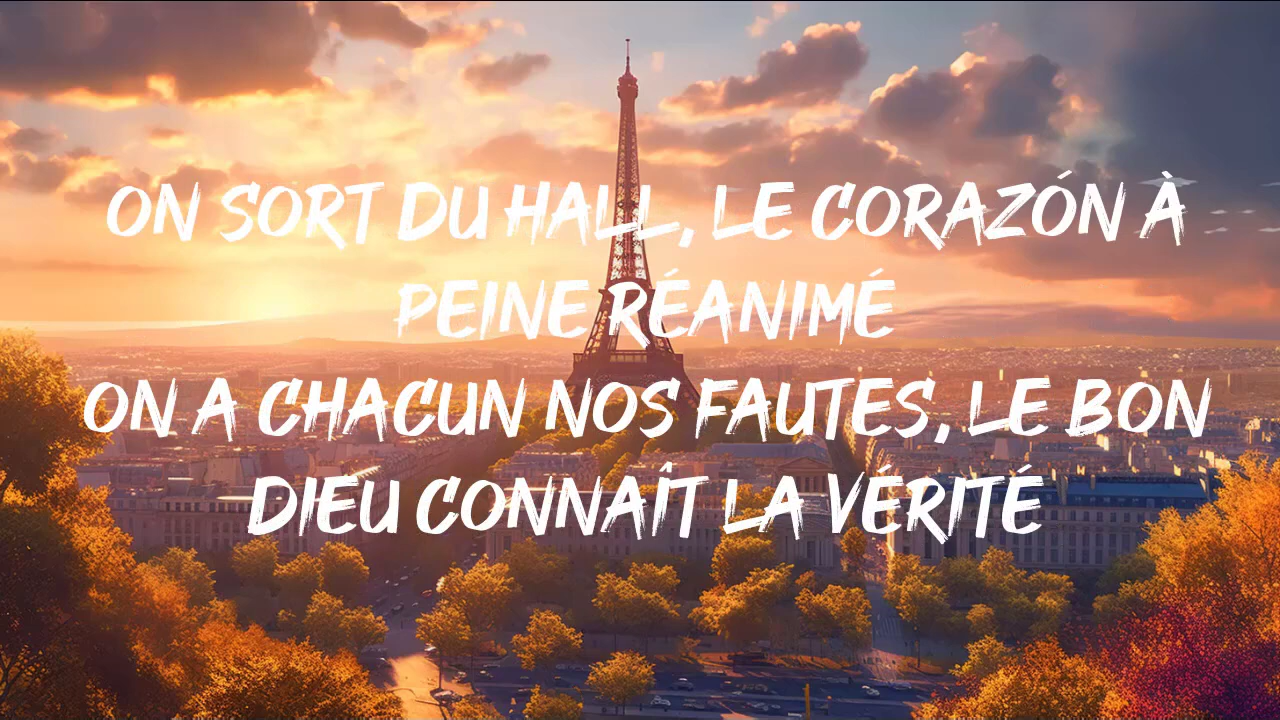 ON SORT DU HALL, LE CORAZÓN À
PEINE RÉANIMÉ
ON A CHACUN NOS FAUTES, LE BON
DIEU CONNAÎT LA VÉRITÉ